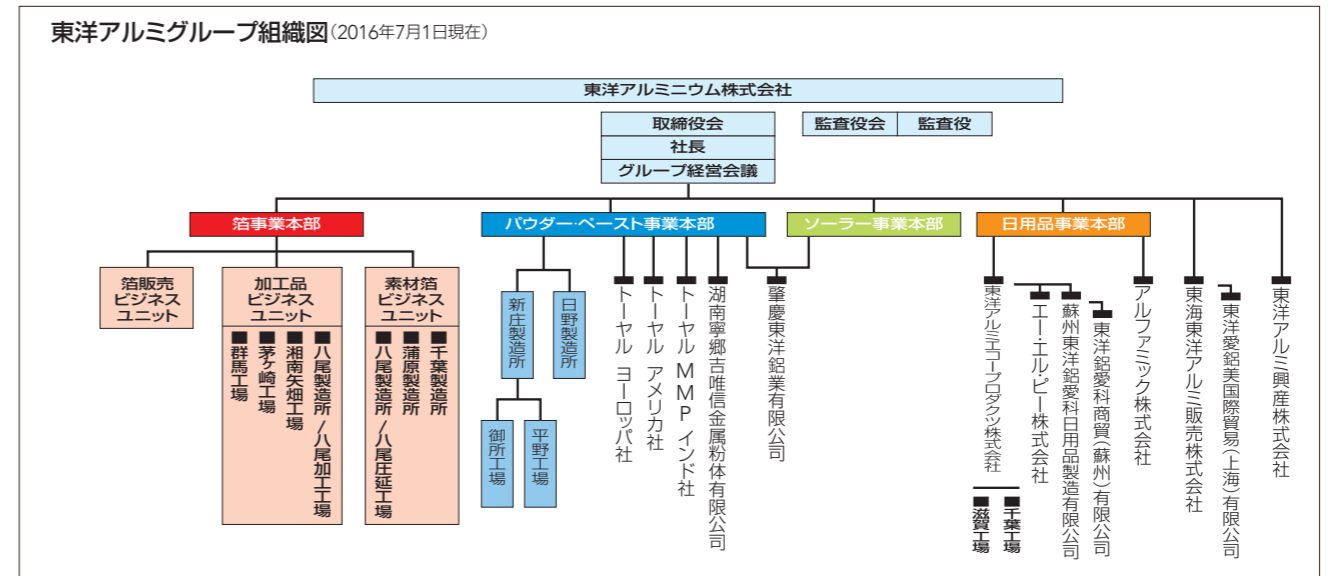 東洋アルミグループ組織図(2016年7月1日現在)
東洋アルミニウム株式会社
取締役会
監査役会
監査役
社長
グループ経営会議
箔事業本部
パウダー・ペースト事業本部
ソーラー事業本部
日用品事業本部
箔販売
ビジネス
ユニット
加工品
ビジネス
ユニット
■群馬工場
■茅ヶ崎工場
■湘南矢畑工場
■八尾製造所/八尾加工工場
素材箔
ビジネス
ユニット
■八尾製造所/八尾圧延工場
■蒲原製造所
■千葉製造所
新庄製造所
日野製造所
御所工場
平野工場
トーヤル ヨーロッパ社
トーヤル アメリカ社
トーヤル MMP インド社
湖南寧郷吉唯信金属粉体有限公司
肇慶東洋鋁業有限公司
東洋アルミエコープロダクツ株式会社
■滋賀工場
■千葉工場
エー・エル・ピー株式会社
蘇州東洋鋁愛科日用品製造有限公司
東洋鋁愛科商貿(蘇州)有限公司
アルファミック株式会社
東海東洋アルミ販売株式会社
東洋愛鋁美国際貿易(上海)有限公司
東洋アルミ興産株式会社